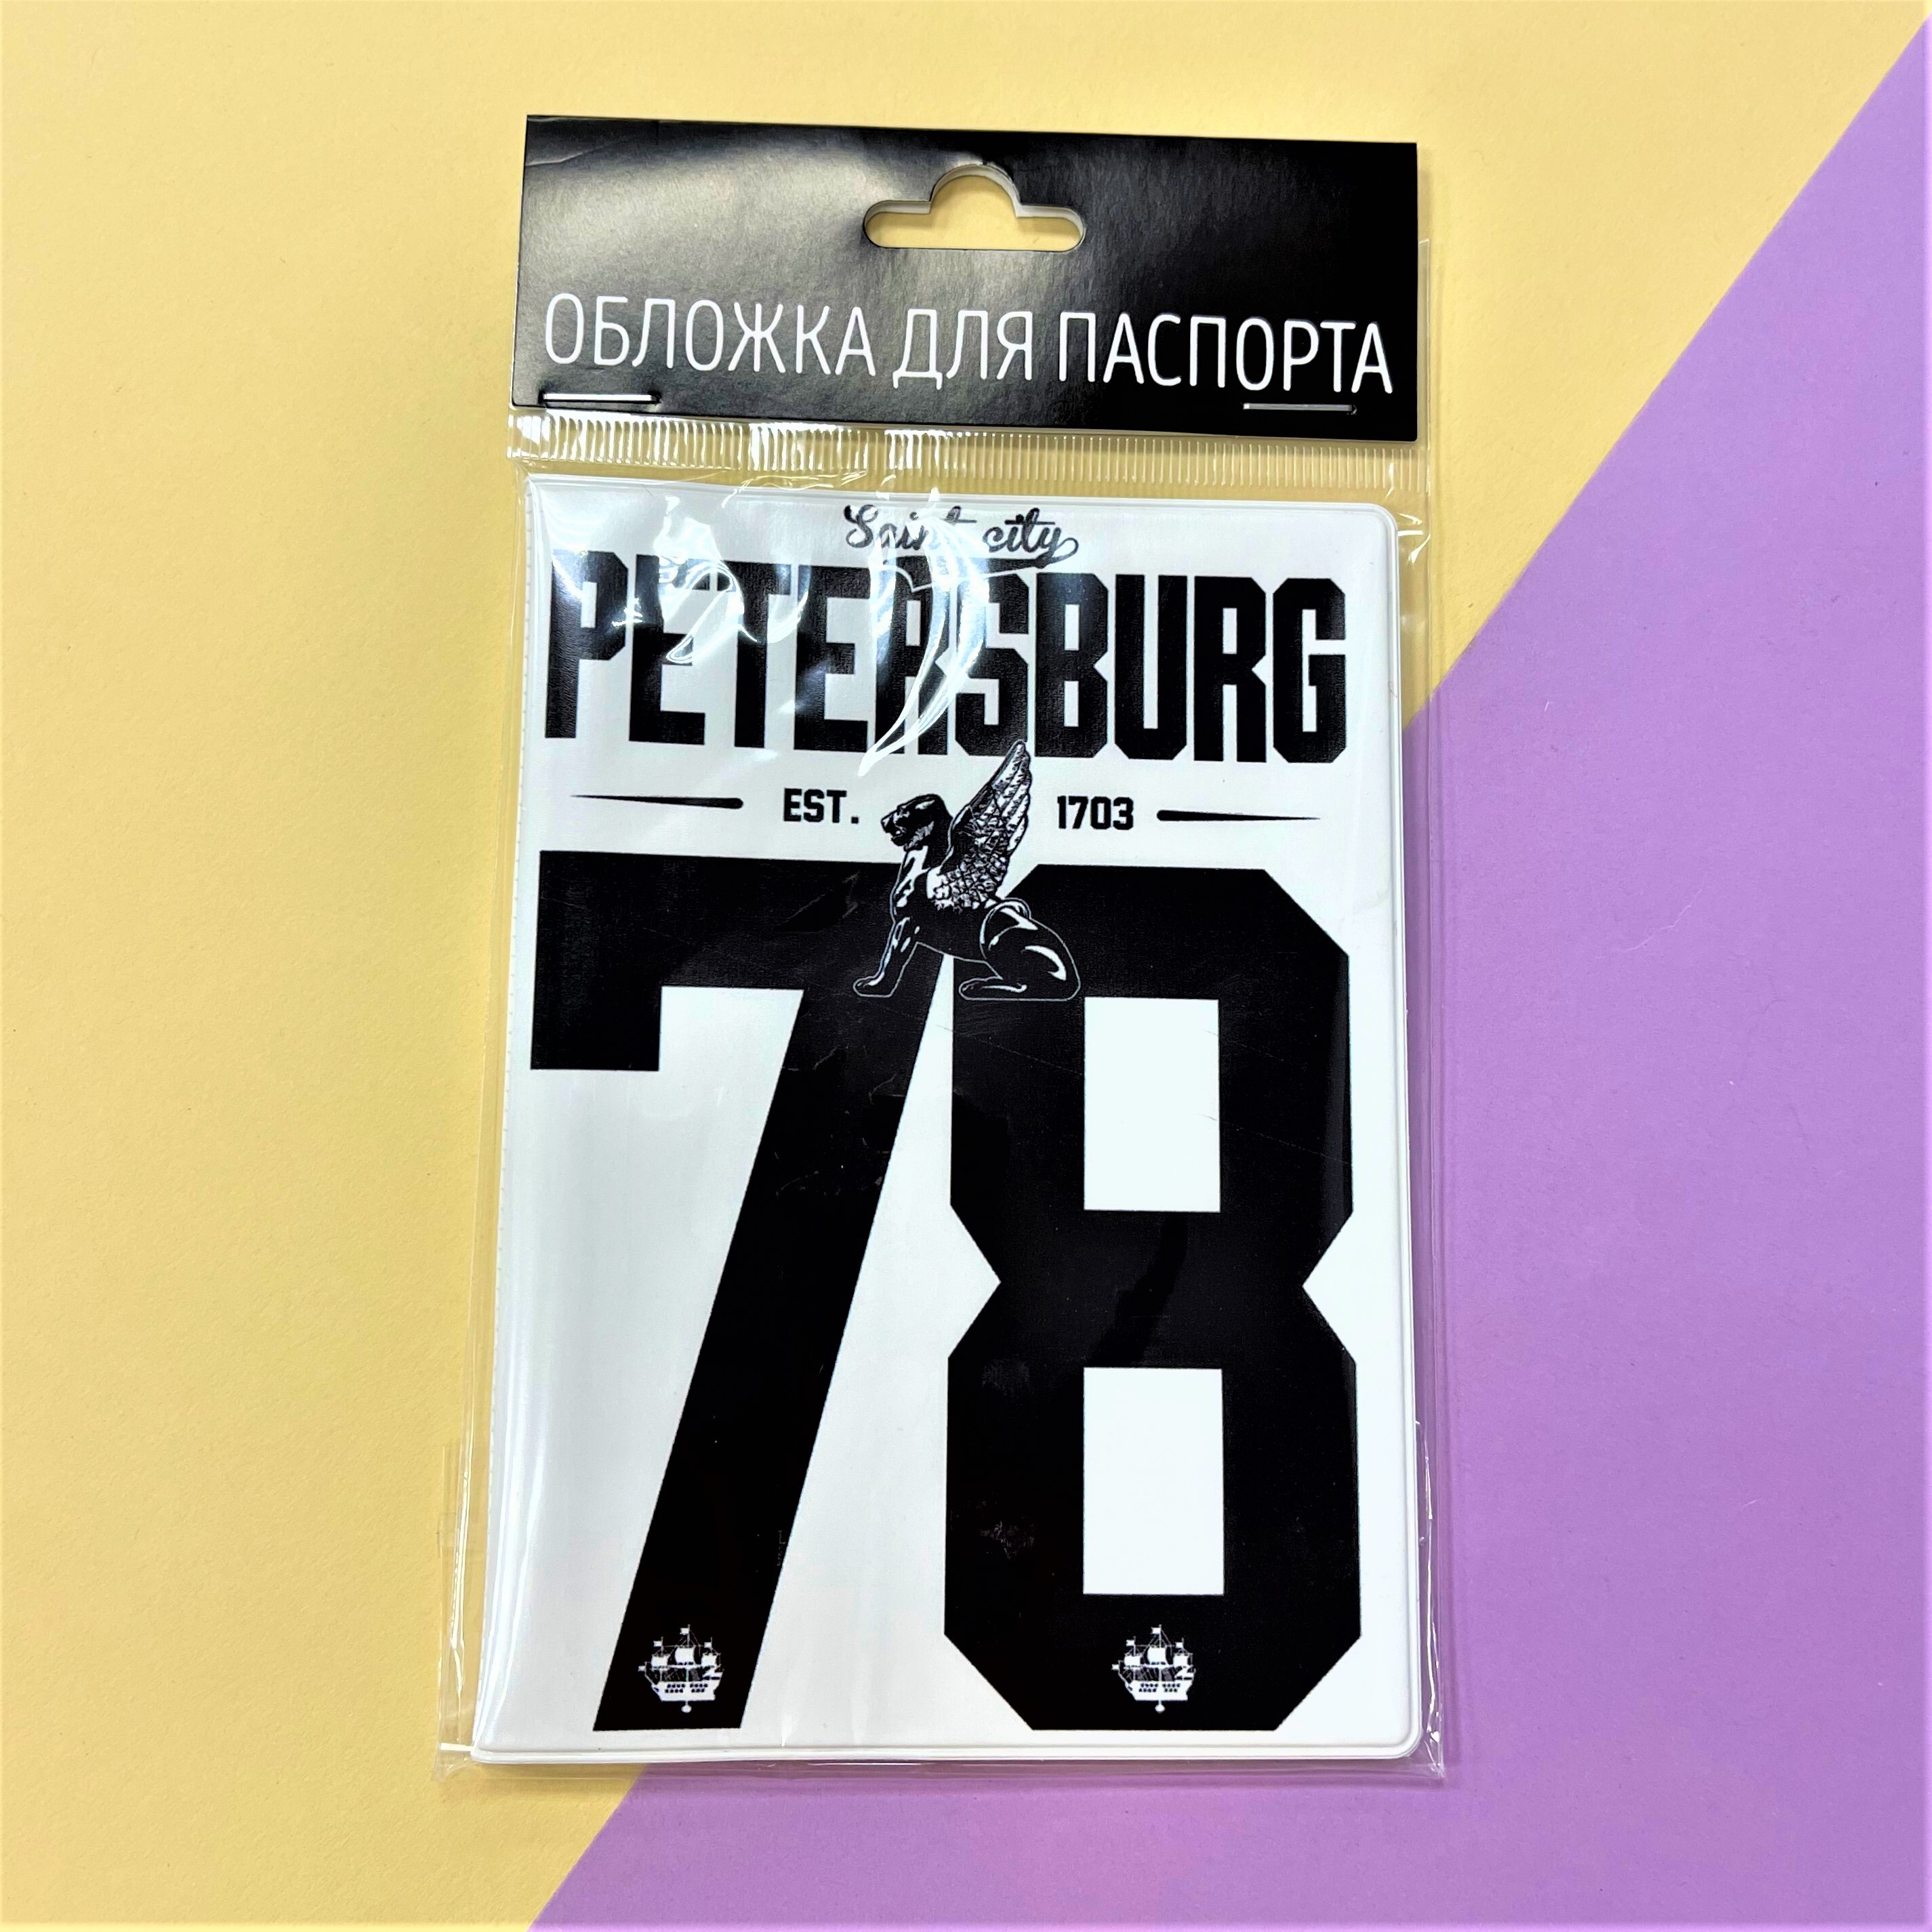 ОБЛОЖКА ДЛЯ ПАСПОРТА
Saint city
PETERSBURG
EST. 1703
78